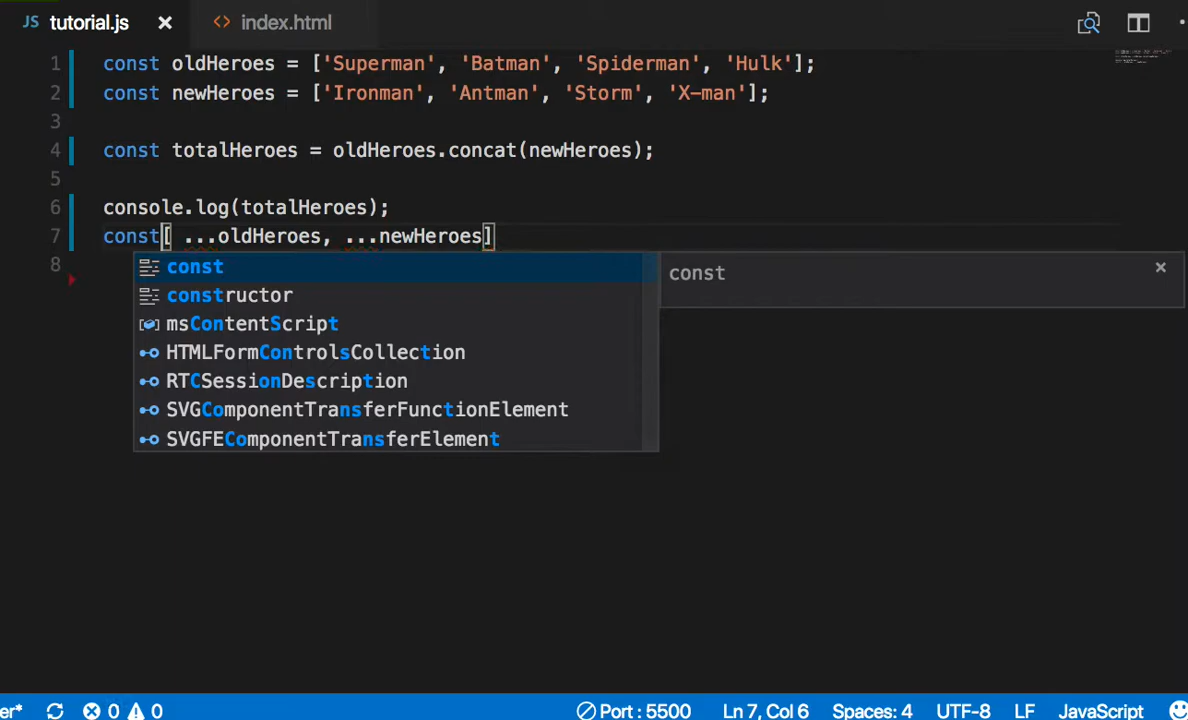 JS tutorial.js × <> index.html
1 const oldHeroes = ['Superman', 'Batman', 'Spiderman', 'Hulk'];
2 const newHeroes = ['Ironman', 'Antman', 'Storm', 'X-man'];
3
4 const totalHeroes = oldHeroes.concat(newHeroes);
5
6 console.log(totalHeroes);
7 const[ ...oldHeroes, ...newHeroes]
8
const
const ×
constructor
msContentScript
HTMLFormControlsCollection
RTCSessionDescription
SVGComponentTransferFunctionElement
SVGFEComponentTransferElement
er* 0 0 Port : 5500 Ln 7, Col 6 Spaces: 4 UTF-8 LF JavaScript